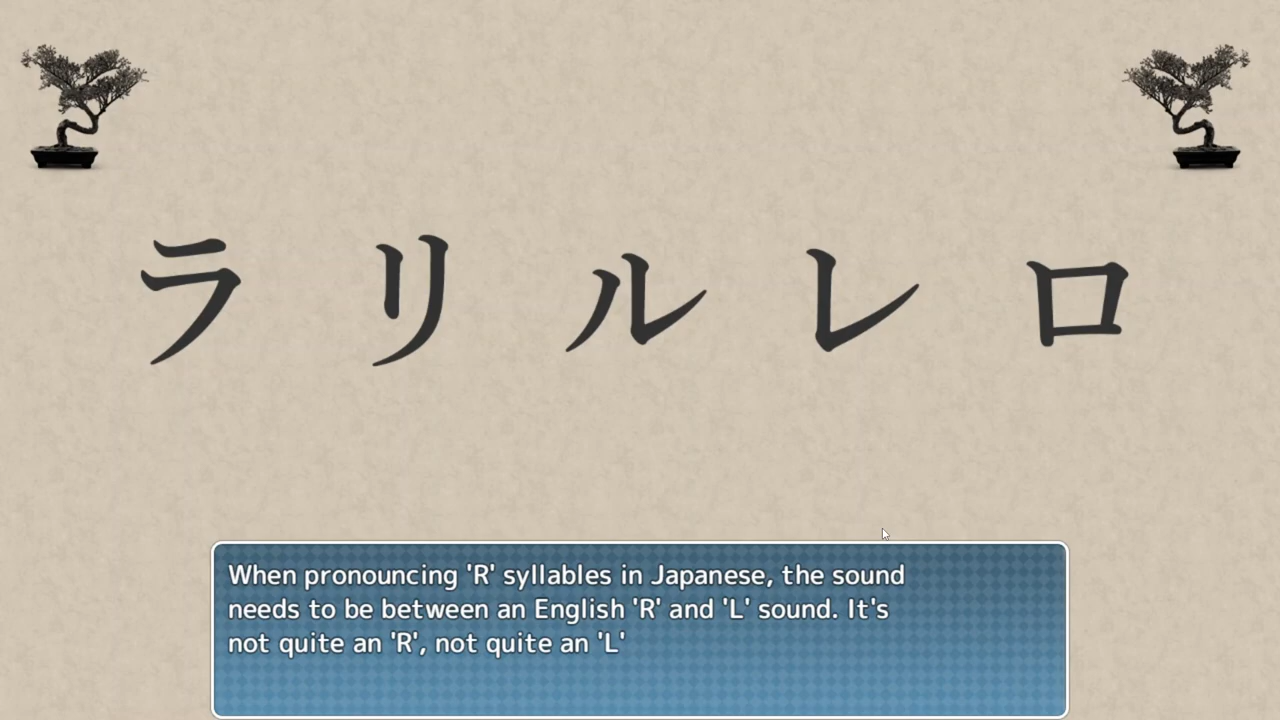 ラ リ ル レ ロ
When pronouncing 'R' syllables in Japanese, the sound
needs to be between an English 'R' and 'L' sound. It's
not quite an 'R', not quite an 'L'